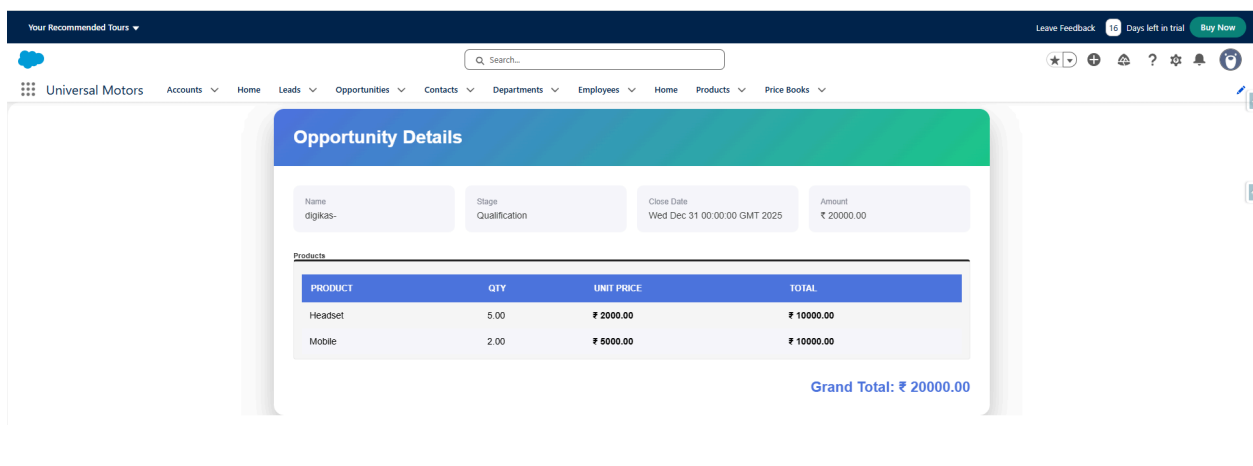 Your Recommended Tours
Leave Feedback 16 Days left in trial Buy Now
Search...
Universal Motors Accounts Home Leads Opportunities Contacts Departments Employees Home Products Price Books
Opportunity Details
Name Stage Close Date Amount
digikas- Qualification Wed Dec 31 00:00:00 GMT 2025 ₹ 20000.00
Products
PRODUCT QTY UNIT PRICE TOTAL
Headset 5.00 ₹ 2000.00 ₹ 10000.00
Mobile 2.00 ₹ 5000.00 ₹ 10000.00
Grand Total: ₹ 20000.00